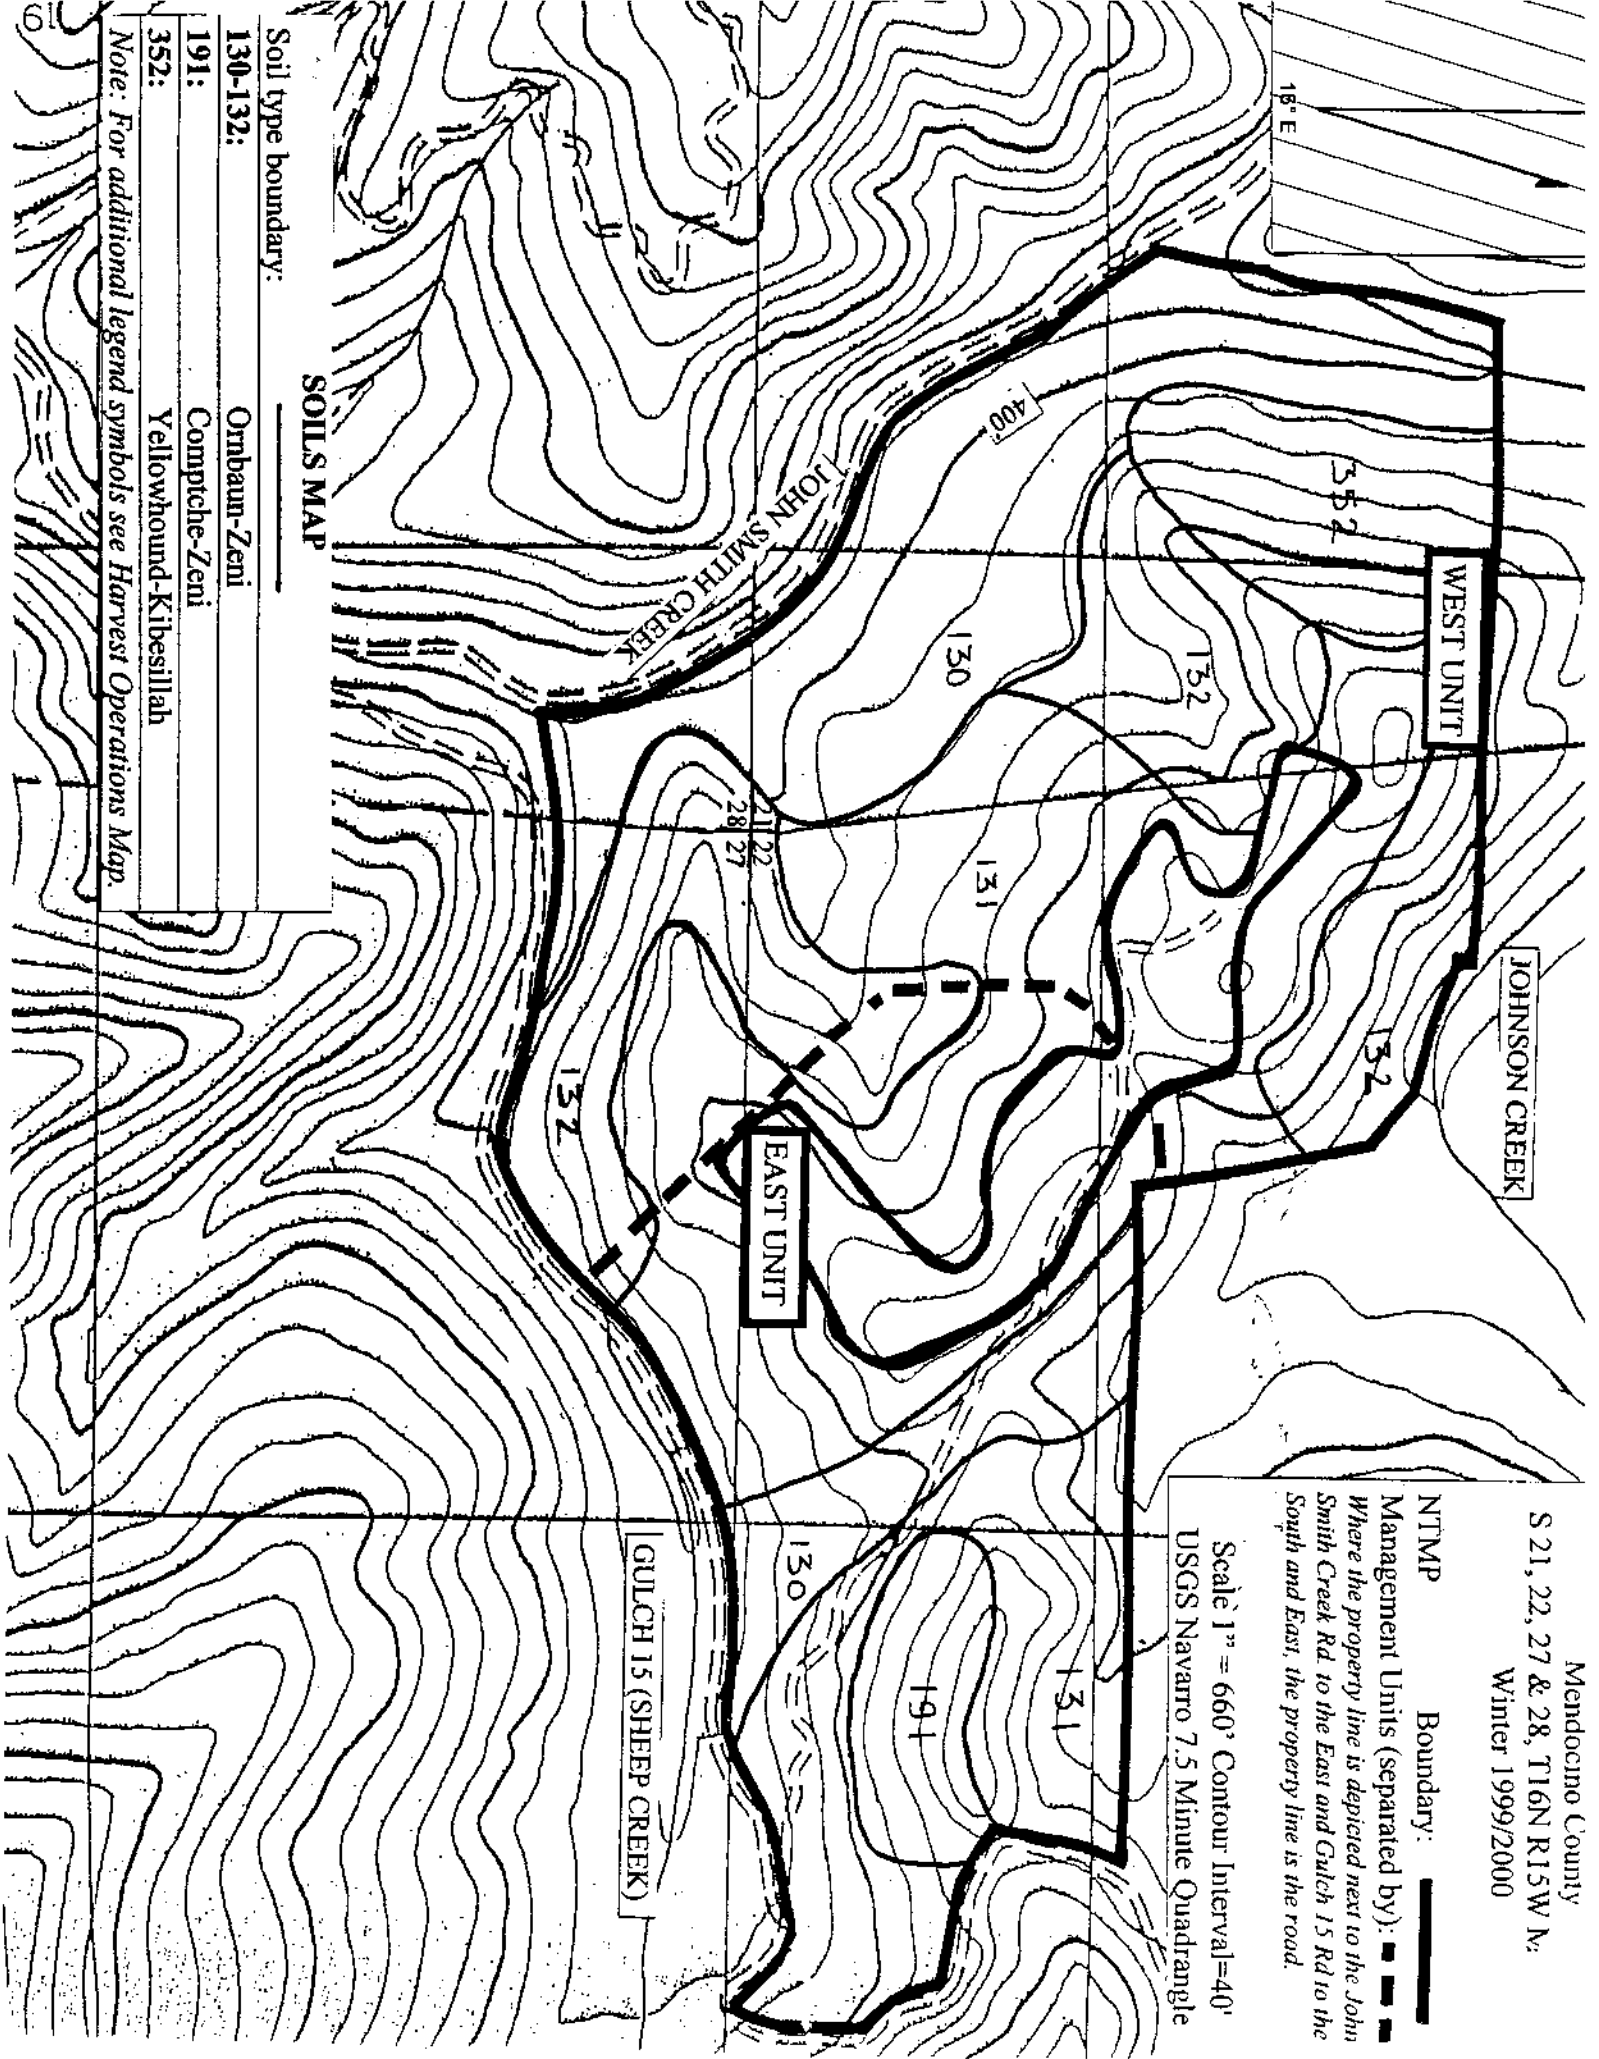 Mendocino County
S 21, 22, 27 & 28, T16N R15W
Winter 1999/2000
NTMP Boundary:
Management Units (separated by):
Where the property line is depicted next to the John
Smith Creek Rd. to the East and Gulch 15 Rd to the
South and East, the property line is the road.
Scale 1" = 660' Contour Interval=40'
USGS Navarro 7.5 Minute Quadrangle
JOHNSON CREEK
WEST UNIT
352
132
132
400
130
131
21 22
28 27
JOHN SMITH CREEK
EAST UNIT
132
131
191
130
GULCH 15 (SHEEP CREEK)
SOILS MAP
Soil type boundary:
130-132: Ornbaun-Zeni
191: Comptche-Zeni
352: Yellowhound-Kibesillah
Note: For additional legend symbols see Harvest Operations Map.
16° E
61